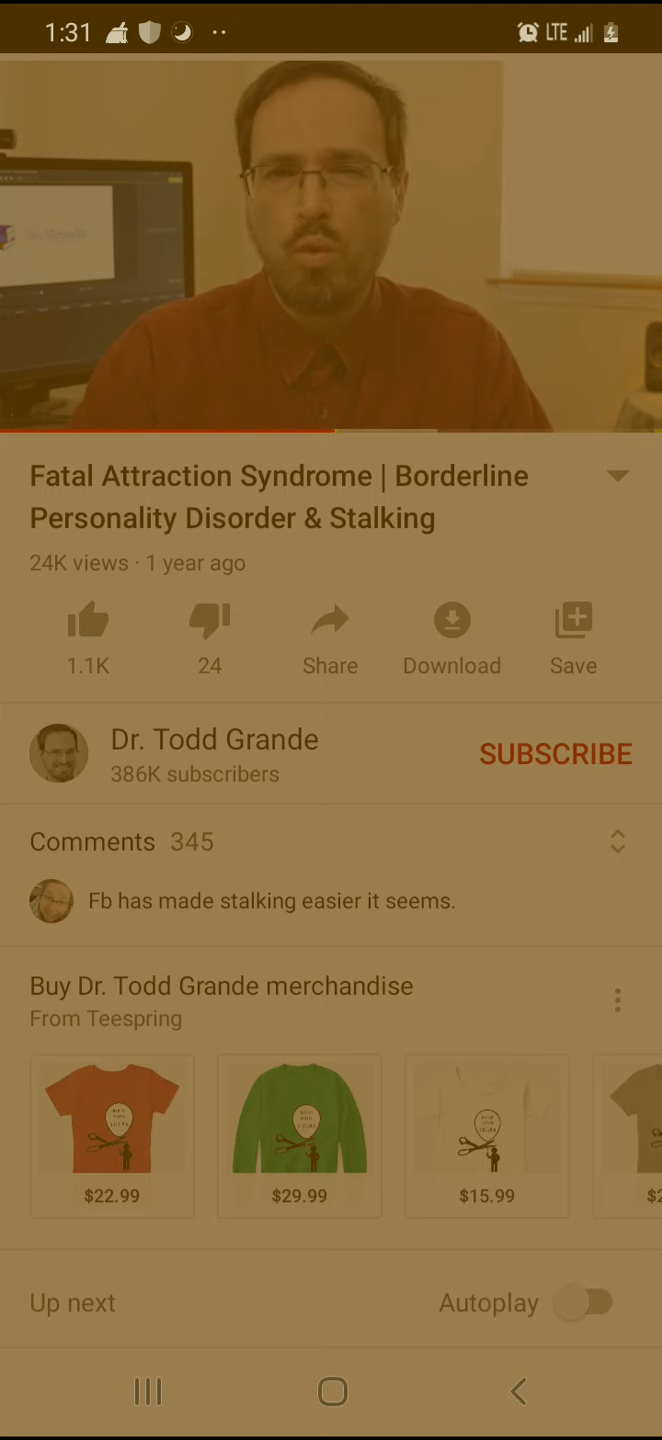 1:31
LTE
Fatal Attraction Syndrome | Borderline
Personality Disorder & Stalking
24K views · 1 year ago
1.1K
24
Share
Download
Save
Dr. Todd Grande
386K subscribers
SUBSCRIBE
Comments 345
Fb has made stalking easier it seems.
Buy Dr. Todd Grande merchandise
From Teespring
$22.99
$29.99
$15.99
Up next
Autoplay